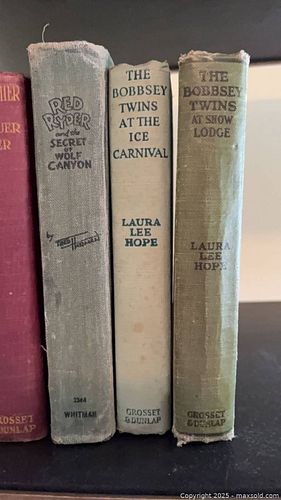 MIER
UER
ER
GROSSET
& DUNLAP
RED
RYDER
and the
SECRET
OF
WOLF
CANYON
by
2344
WHITMAN
THE
BOBBSEY
TWINS
AT THE
ICE
CARNIVAL
LAURA
LEE
HOPE
GROSSET
& DUNLAP
THE
BOBBSEY
TWINS
AT SNOW
LODGE
LAURA
LEE
HOPE
GROSSET
& DUNLAP
Copyright © 2025 - maxsold.com